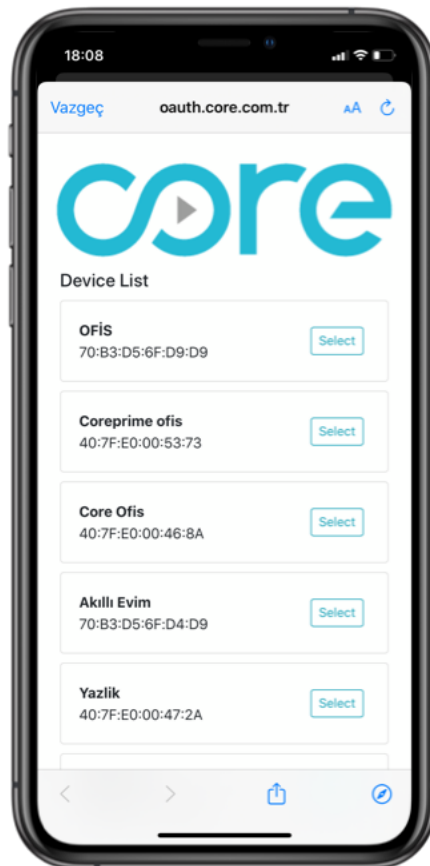 18:08
Vazgeç oauth.core.com.tr AA
core
Device List
OFİS
70:B3:D5:6F:D9:D9
Select
Coreprime ofis
40:7F:E0:00:53:73
Select
Core Ofis
40:7F:E0:00:46:8A
Select
Akıllı Evim
70:B3:D5:6F:D4:D9
Select
Yazlik
40:7F:E0:00:47:2A
Select